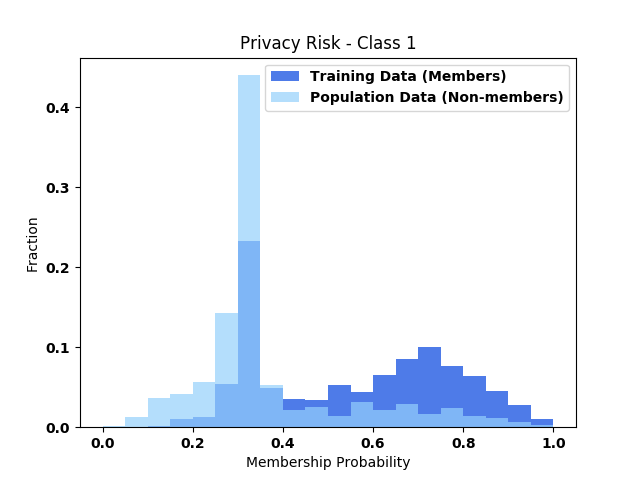 Privacy Risk - Class 1
Training Data (Members)
Population Data (Non-members)
Fraction
0.4
0.3
0.2
0.1
0.0
0.0 0.2 0.4 0.6 0.8 1.0
Membership Probability